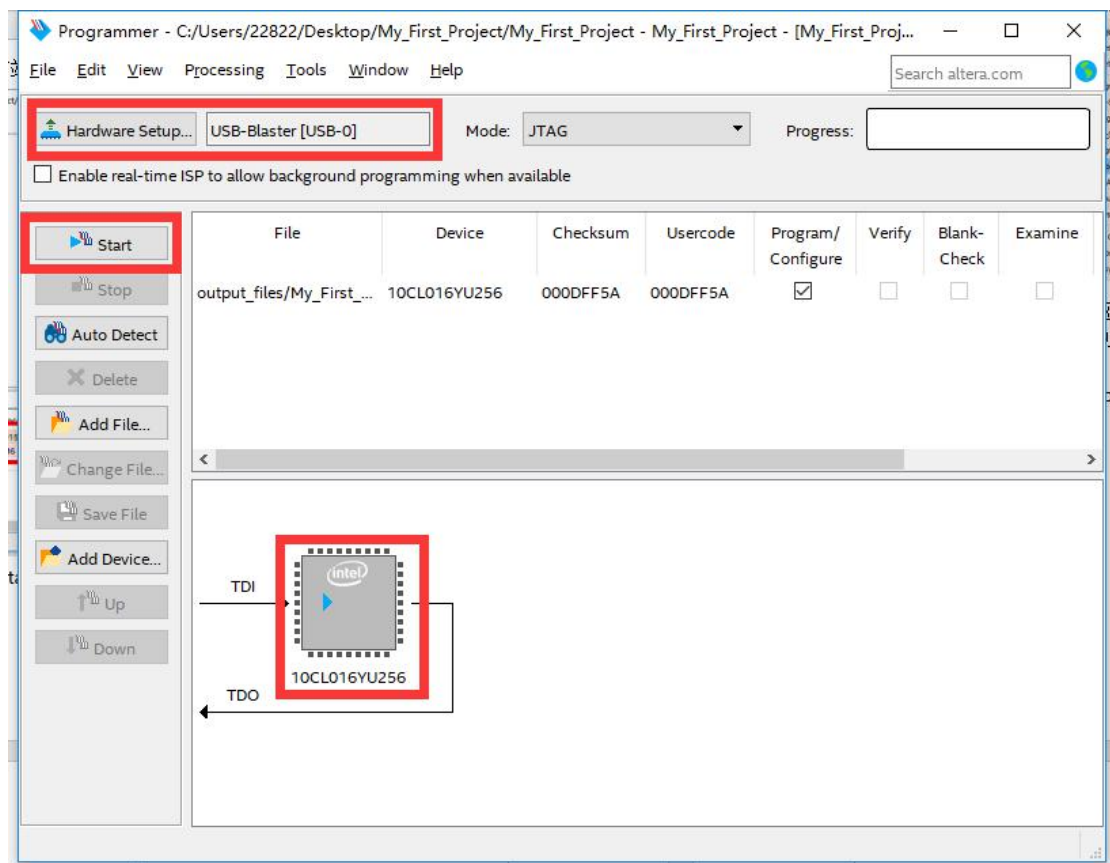 Programmer - C:/Users/22822/Desktop/My_First_Project/My_First_Project - My_First_Project - [My_First_Proj...
File Edit View Processing Tools Window Help
Search altera.com
Hardware Setup... USB-Blaster [USB-0] Mode: JTAG Progress:
Enable real-time ISP to allow background programming when available
Start
Stop
Auto Detect
Delete
Add File...
Change File...
Save File
Add Device...
Up
Down
File Device Checksum Usercode Program/ Verify Blank- Examine
Configure Check
output_files/My_First_... 10CL016YU256 000DFF5A 000DFF5A
intel
TDI
10CL016YU256
TDO